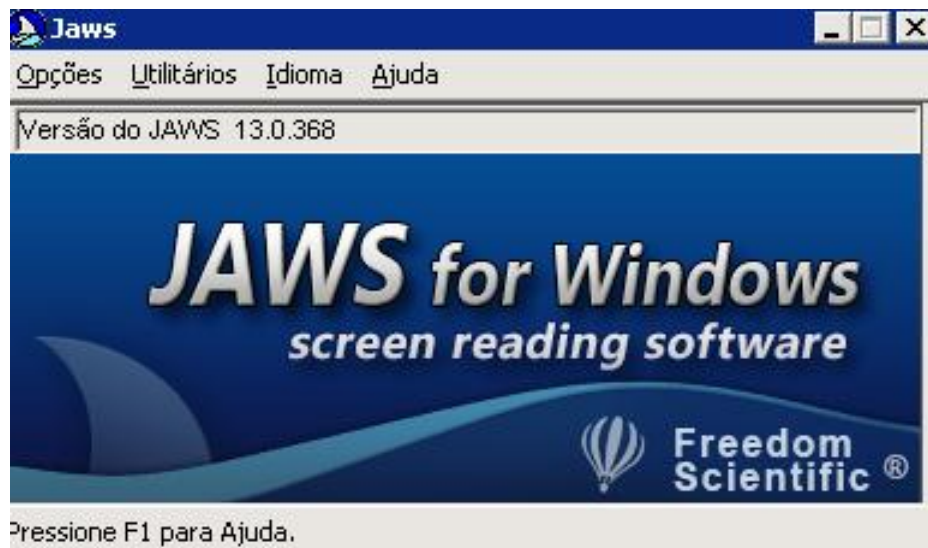 Jaws
Opções Utilitários Idioma Ajuda
Versão do JAWS 13.0.368
JAWS for Windows
screen reading software
Freedom
Scientific ®
Pressione F1 para Ajuda.